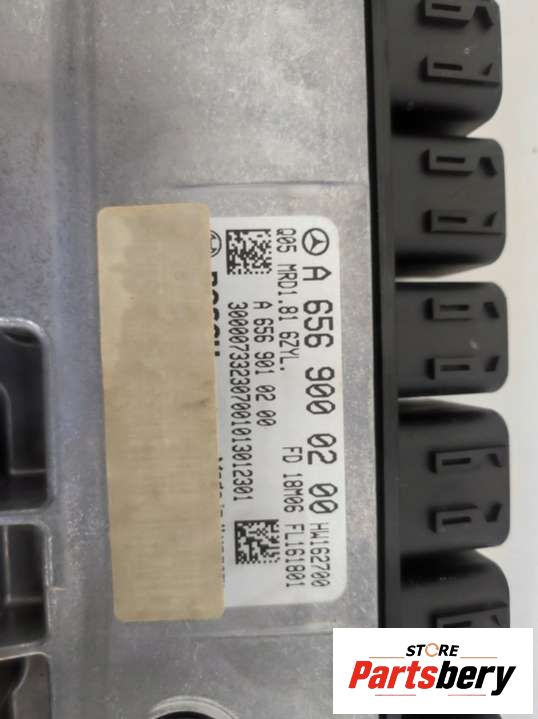 A 656 900 02 00 HW162700
Q05 MRD1.81 6ZYL. FD 18M06 FL161801
A 656 901 02 00
300007332307001013012301
STORE
Partsbery